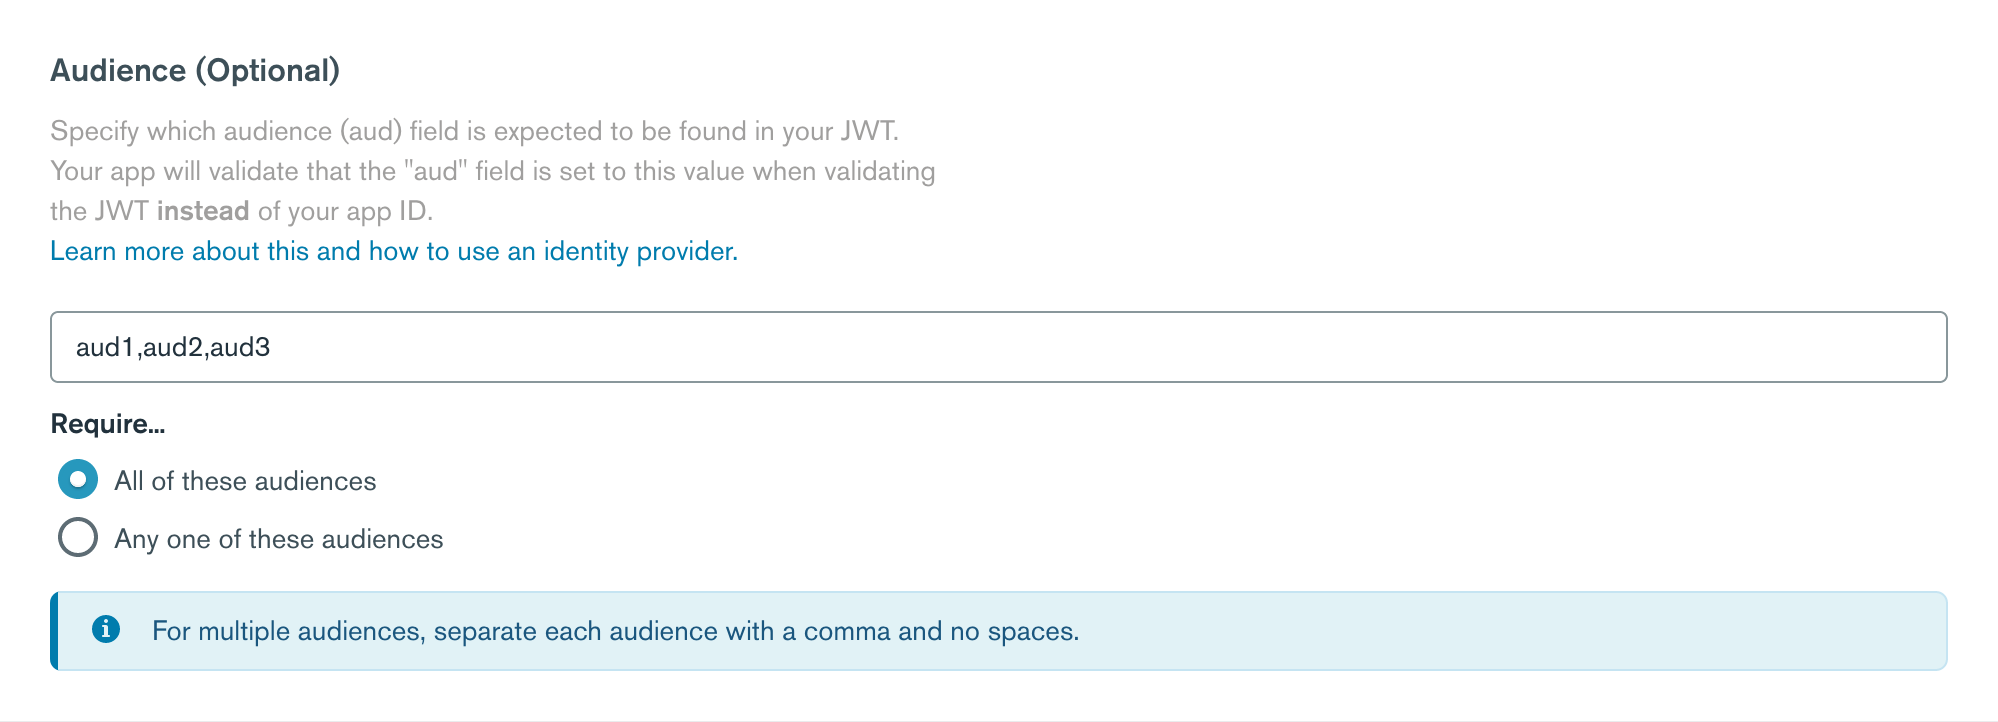 Audience (Optional)
Specify which audience (aud) field is expected to be found in your JWT.
Your app will validate that the "aud" field is set to this value when validating
the JWT instead of your app ID.
Learn more about this and how to use an identity provider.
aud1,aud2,aud3
Require...
All of these audiences
Any one of these audiences
For multiple audiences, separate each audience with a comma and no spaces.